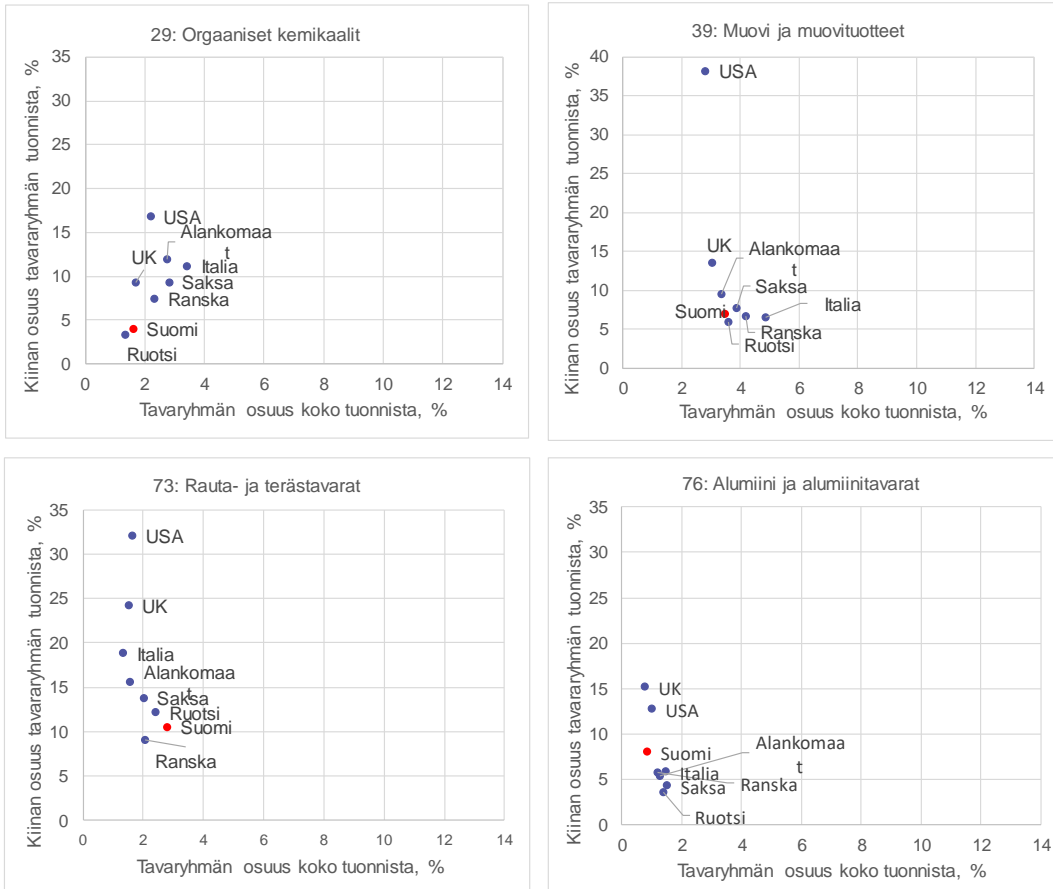 29: Orgaaniset kemikaalit
Kiinan osuus tavararyhmän tuonnista, %
35
30
25
20
15
10
5
0
USA
Alankomaa
t
UK
Italia
Saksa
Ranska
Suomi
Ruotsi
0 2 4 6 8 10 12 14
Tavaryhmän osuus koko tuonnista, %
39: Muovi ja muovituotteet
Kiinan osuus tavararyhmän tuonnista, %
40
35
30
25
20
15
10
5
0
USA
UK
Alankomaa
t
Saksa
Italia
Suomi
Ranska
Ruotsi
0 2 4 6 8 10 12 14
Tavaryhmän osuus koko tuonnista, %
73: Rauta- ja terästavarat
Kiinan osuus tavararyhmän tuonnista, %
35
30
25
20
15
10
5
0
USA
UK
Italia
Alankomaa
t
Saksa
Ruotsi
Suomi
Ranska
0 2 4 6 8 10 12 14
Tavaryhmän osuus koko tuonnista, %
76: Alumiini ja alumiinitavarat
Kiinan osuus tavararyhmän tuonnista, %
35
30
25
20
15
10
5
0
UK
USA
Suomi
Alankomaa
t
Italia
Ranska
Saksa
Ruotsi
0 2 4 6 8 10 12 14
Tavaryhmän osuus koko tuonnista, %